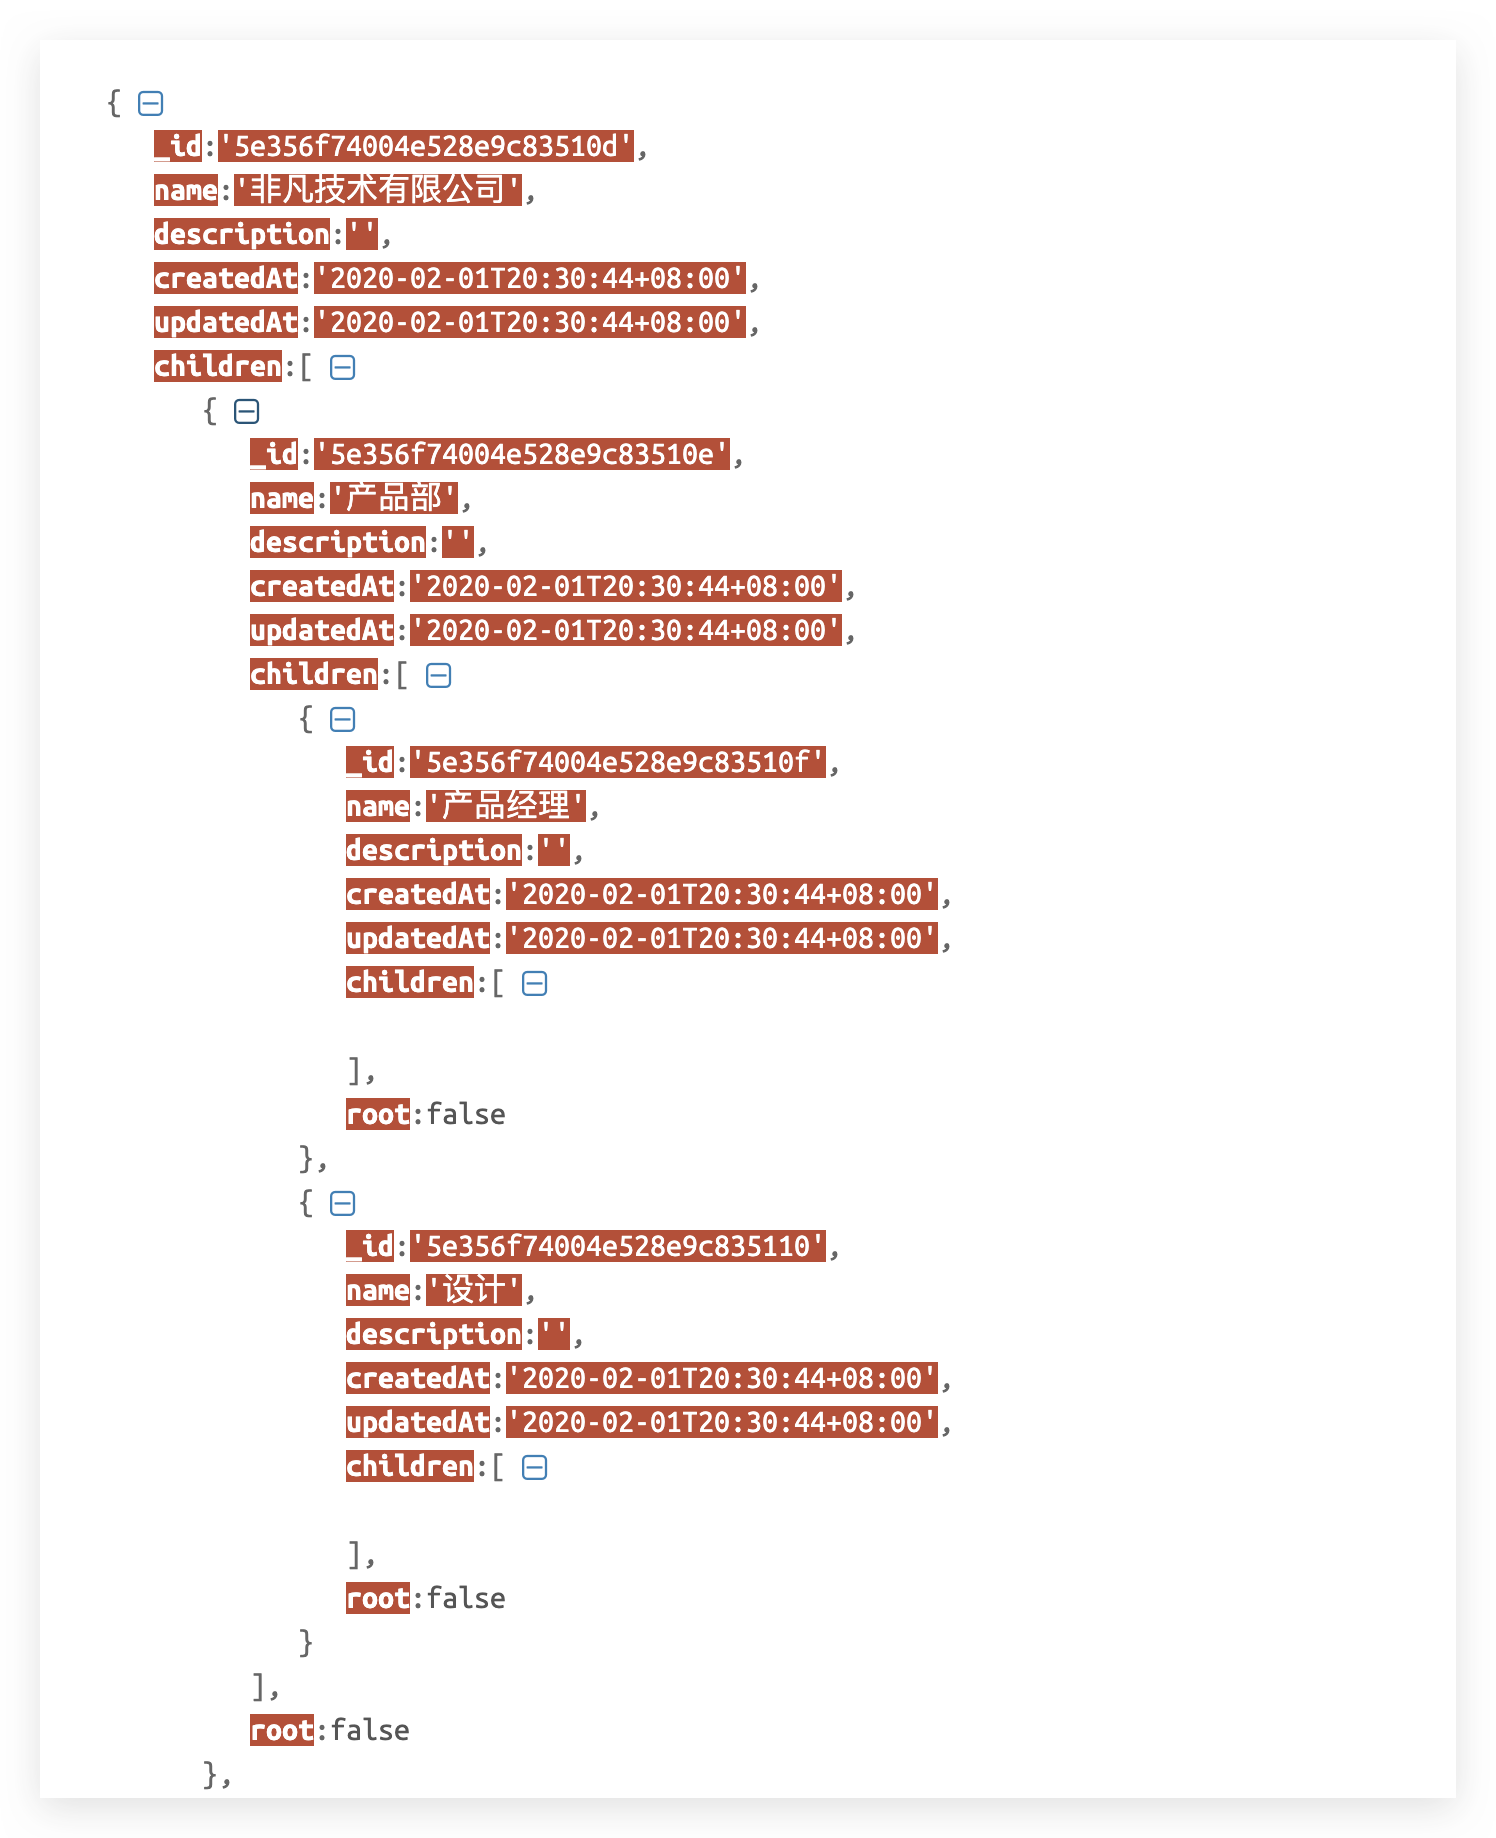 {
_id:'5e356f74004e528e9c83510d',
name:'非凡技术有限公司',
description:'',
createdAt:'2020-02-01T20:30:44+08:00',
updatedAt:'2020-02-01T20:30:44+08:00',
children:[
{
_id:'5e356f74004e528e9c83510e',
name:'产品部',
description:'',
createdAt:'2020-02-01T20:30:44+08:00',
updatedAt:'2020-02-01T20:30:44+08:00',
children:[
{
_id:'5e356f74004e528e9c83510f',
name:'产品经理',
description:'',
createdAt:'2020-02-01T20:30:44+08:00',
updatedAt:'2020-02-01T20:30:44+08:00',
children:[
],
root:false
},
{
_id:'5e356f74004e528e9c835110',
name:'设计',
description:'',
createdAt:'2020-02-01T20:30:44+08:00',
updatedAt:'2020-02-01T20:30:44+08:00',
children:[
],
root:false
}
],
root:false
},